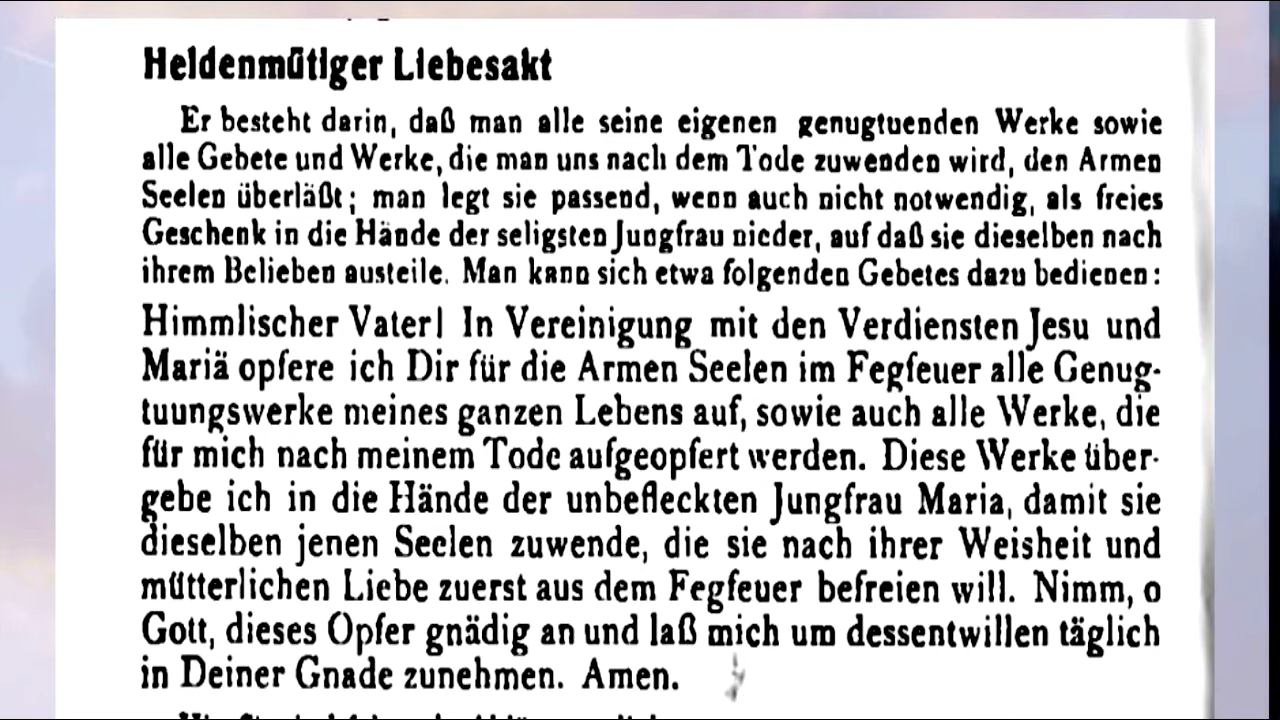 Heldenmütiger Liebesakt
Er besteht darin, daß man alle seine eigenen genugtuenden Werke sowie
alle Gebete und Werke, die man uns nach dem Tode zuwenden wird, den Armen
Seelen überläßt; man legt sie passend, wenn auch nicht notwendig, als freies
Geschenk in die Hände der seligsten Jungfrau nieder, auf daß sie dieselben nach
ihrem Belieben austeile. Man kann sich etwa folgenden Gebetes dazu bedienen:
Himmlischer Vater! In Vereinigung mit den Verdiensten Jesu und
Mariä opfere ich Dir für die Armen Seelen im Fegfeuer alle Genug-
tuungswerke meines ganzen Lebens auf, sowie auch alle Werke, die
für mich nach meinem Tode aufgeopfert werden. Diese Werke über-
gebe ich in die Hände der unbefleckten Jungfrau Maria, damit sie
dieselben jenen Seelen zuwende, die sie nach ihrer Weisheit und
mütterlichen Liebe zuerst aus dem Fegfeuer befreien will. Nimm, o
Gott, dieses Opfer gnädig an und laß mich um dessentwillen täglich
in Deiner Gnade zunehmen. Amen.